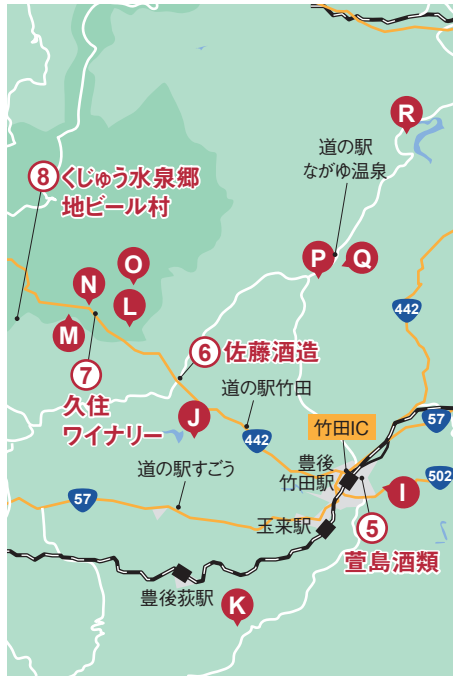 R
道の駅
ながゆ温泉
⑧ くじゅう水泉郷
地ビール村
P
Q
O
N
L
M
442
⑥ 佐藤酒造
⑦
久住
ワイナリー
道の駅竹田
J
442
竹田IC
57
豊後
竹田駅
502
I
道の駅すごう
57
⑤
萱島酒類
玉来駅
豊後荻駅
K